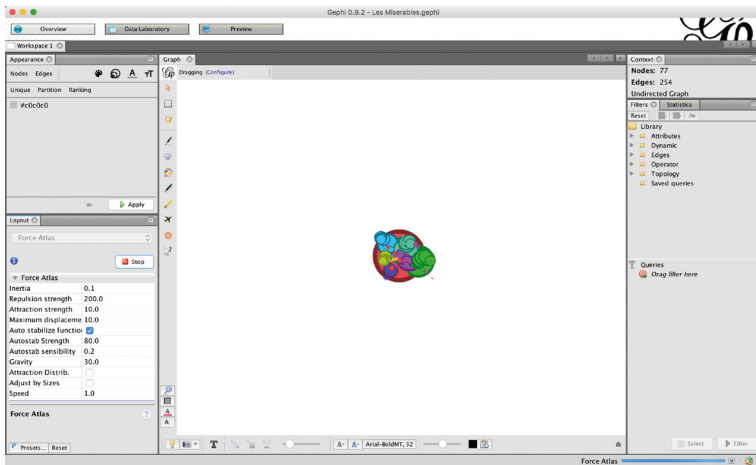 Gephi 0.9.2 - Les Miserables.gephi
Overview
Data Laboratory
Preview
Workspace 1
Appearance
Nodes Edges
Unique Partition Ranking
#c0c0c0
Apply
Layout
Force Atlas
Stop
Force Atlas
Inertia 0.1
Repulsion strength 200.0
Attraction strength 10.0
Maximum displaceme 10.0
Auto stabilize function
Autostab Strength 80.0
Autostab sensibility 0.2
Gravity 30.0
Attraction Distrib.
Adjust by Sizes
Speed 1.0
Force Atlas
Presets... Reset
Graph
Dragging (Configure)
A- A- Arial-BoldMT, 32
Context
Nodes: 77
Edges: 254
Undirected Graph
Filters Statistics
Reset
Library
Attributes
Dynamic
Edges
Operator
Topology
Saved queries
Queries
Drag filter here
Select Filter
Force Atlas